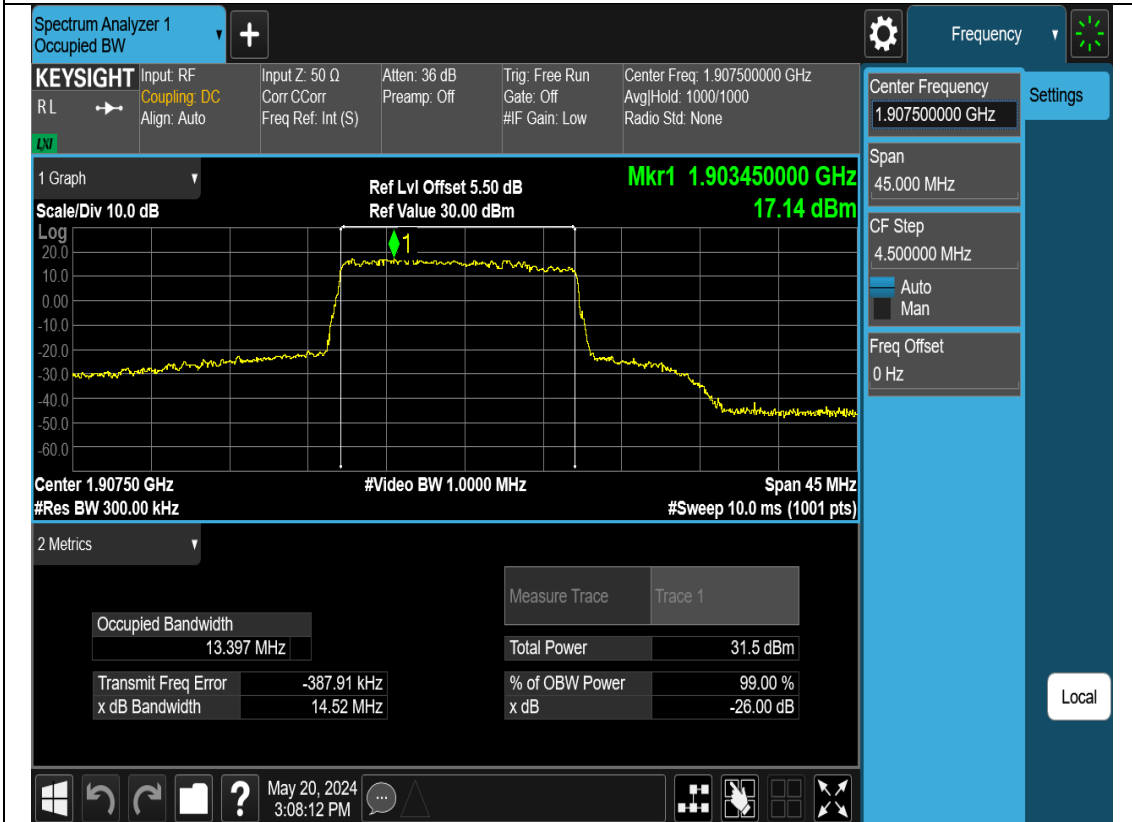 Spectrum Analyzer 1
Occupied BW
▼
+
Frequency
▼
KEYSIGHT
RL
LXI
Input: RF
Coupling: DC
Align: Auto
Input Z: 50 Ω
Corr CCorr
Freq Ref: Int (S)
Atten: 36 dB
Preamp: Off
Trig: Free Run
Gate: Off
#IF Gain: Low
Center Freq: 1.907500000 GHz
Avg|Hold: 1000/1000
Radio Std: None
Center Frequency
1.907500000 GHz
Settings
Span
45.000 MHz
CF Step
4.500000 MHz
Auto
Man
Freq Offset
0 Hz
Local
1 Graph ▼
Ref Lvl Offset 5.50 dB
Mkr1 1.903450000 GHz
Scale/Div 10.0 dB
Ref Value 30.00 dBm
17.14 dBm
Log
1
20.0
10.0
0.00
-10.0
-20.0
-30.0
-40.0
-50.0
-60.0
Center 1.90750 GHz
#Video BW 1.0000 MHz
Span 45 MHz
#Res BW 300.00 kHz
#Sweep 10.0 ms (1001 pts)
2 Metrics ▼
Measure Trace Trace 1
Occupied Bandwidth
13.397 MHz
Total Power 31.5 dBm
Transmit Freq Error -387.91 kHz
% of OBW Power 99.00 %
x dB Bandwidth 14.52 MHz
x dB -26.00 dB
?
May 20, 2024
3:08:12 PM